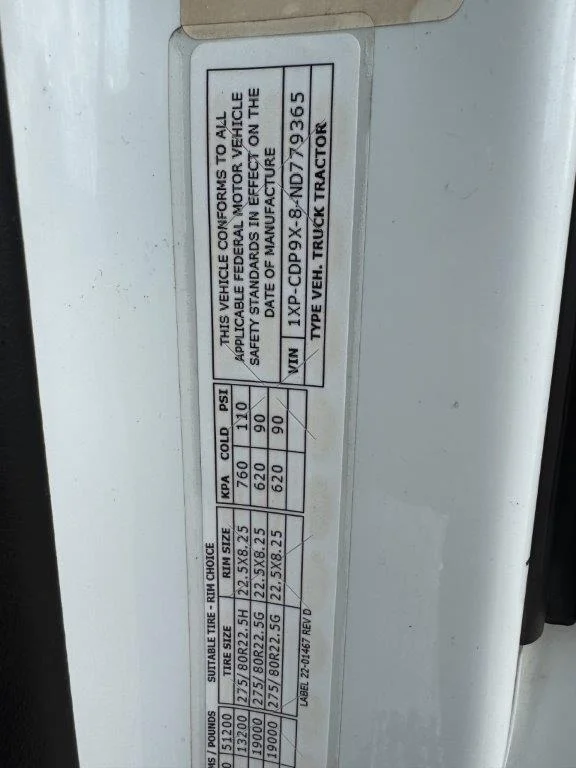 MS / POUNDS
0 51200
SUITABLE TIRE - RIM CHOICE
TIRE SIZE RIM SIZE KPA COLD PSI
13200 275/80R22.5H 22.5X8.25 760 110
19000 275/80R22.5G 22.5X8.25 620 90
19000 275/80R22.5G 22.5X8.25 620 90
LABEL 22-01467 REV D
THIS VEHICLE CONFORMS TO ALL
APPLICABLE FEDERAL MOTOR VEHICLE
SAFETY STANDARDS IN EFFECT ON THE
DATE OF MANUFACTURE
VIN 1XP-CDP9X-8-ND779365
TYPE VEH. TRUCK TRACTOR